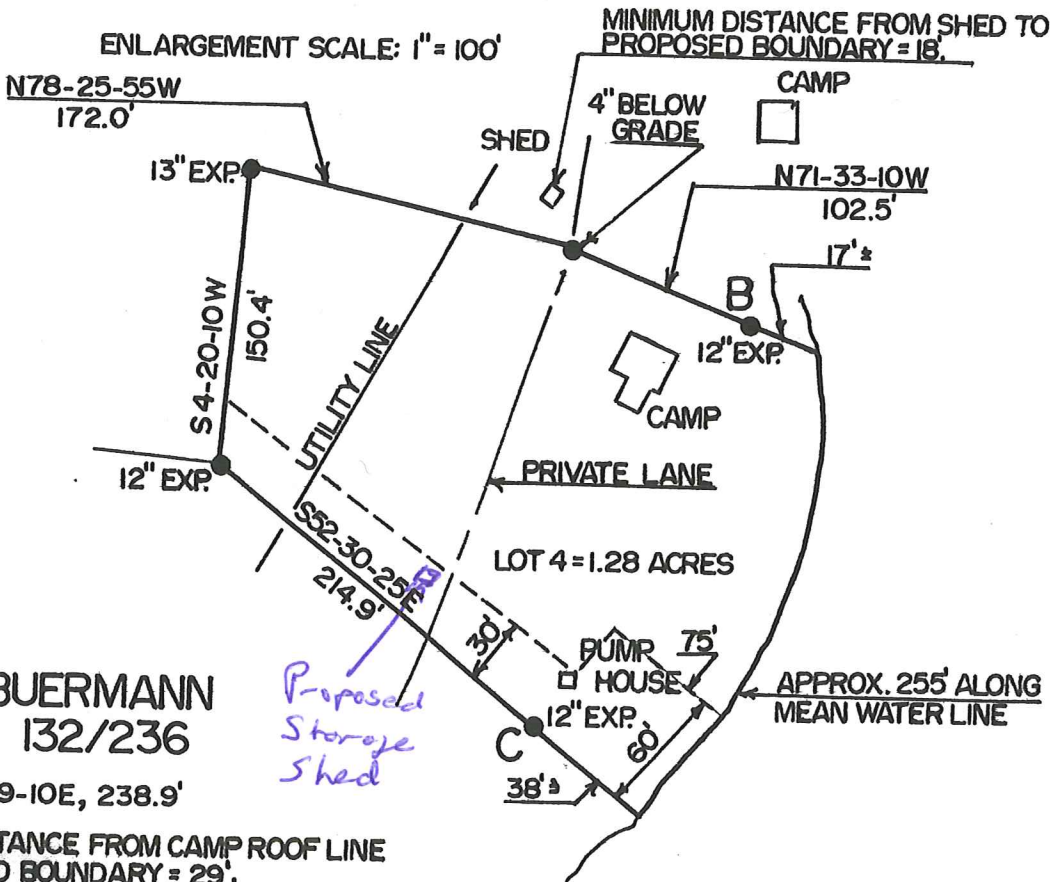 MINIMUM DISTANCE FROM SHED TO
PROPOSED BOUNDARY = 18'.
ENLARGEMENT SCALE: 1" = 100'
N78-25-55W
172.0'
CAMP
4" BELOW
GRADE
SHED
13" EXP.
N71-33-10W
102.5'
17'±
B
12" EXP.
S 4-20-10W
150.4'
UTILITY LINE
CAMP
12" EXP.
PRIVATE LANE
S52-30-25E
214.9'
LOT 4 = 1.28 ACRES
30'
PUMP
HOUSE
75'
APPROX. 255' ALONG
MEAN WATER LINE
BUERMANN
132/236
Proposed
Storage
Shed
12" EXP.
C
60'
38'±
9-10E, 238.9'
TANCE FROM CAMP ROOF LINE
D BOUNDARY = 29'.